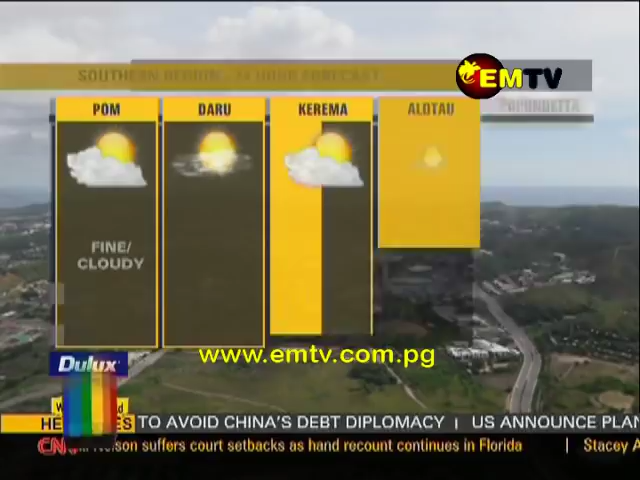 SOUTHERN REGION - 24 HOUR FORECAST
EMTV
POM
DARU
KEREMA
ALOTAU
POPONDETTA
FINE/
CLOUDY
www.emtv.com.pg
Dulux
TO AVOID CHINA'S DEBT DIPLOMACY | US ANNOUNCE PLAN
CNN Nelson suffers court setbacks as hand recount continues in Florida | Stacey A